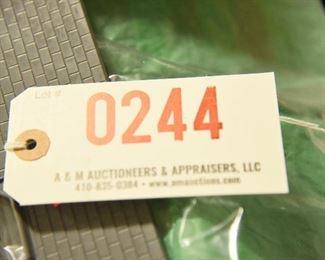 Lot #
0244
A & M AUCTIONEERS & APPRAISERS, LLC
410-835-0384 • www.amauctions.com